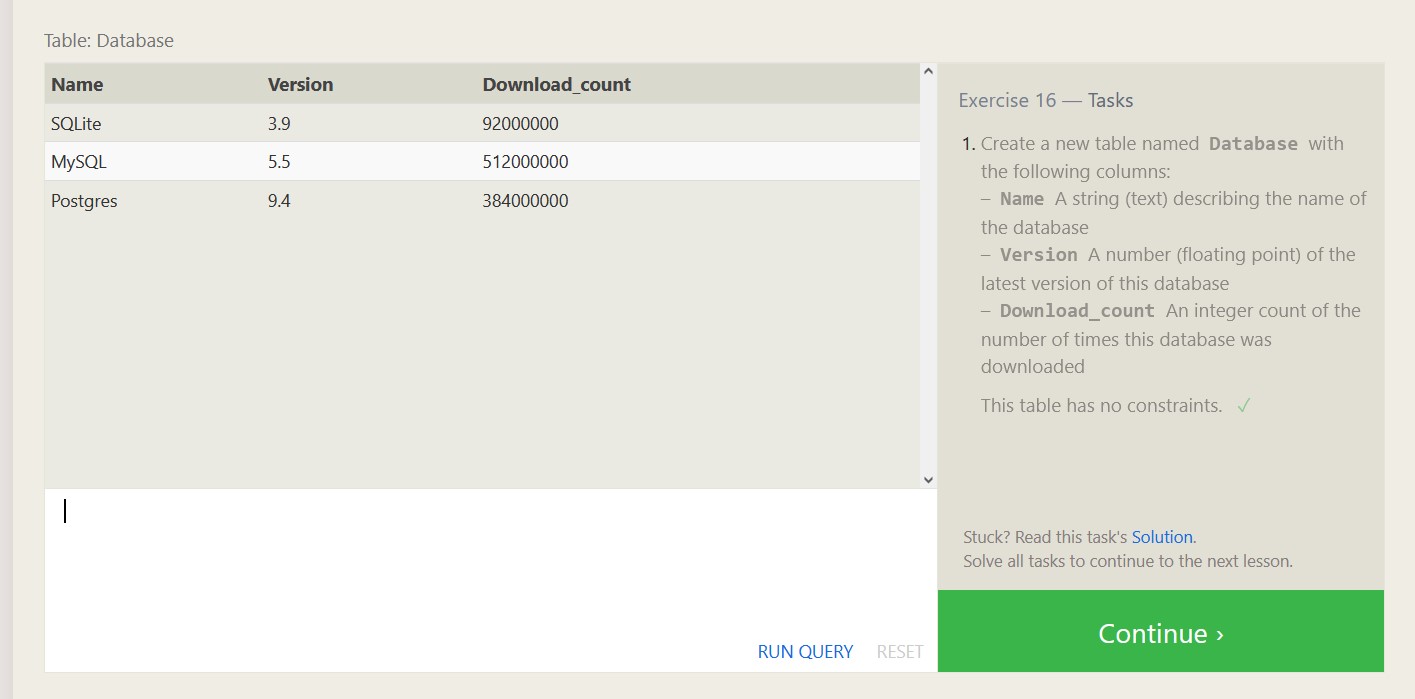 Table: Database
Name Version Download_count
SQLite 3.9 92000000
MySQL 5.5 512000000
Postgres 9.4 384000000
RUN QUERY RESET
Exercise 16 — Tasks
1. Create a new table named Database with
the following columns:
– Name A string (text) describing the name of
the database
– Version A number (floating point) of the
latest version of this database
– Download_count An integer count of the
number of times this database was
downloaded
This table has no constraints. ✓
Stuck? Read this task's Solution.
Solve all tasks to continue to the next lesson.
Continue ›